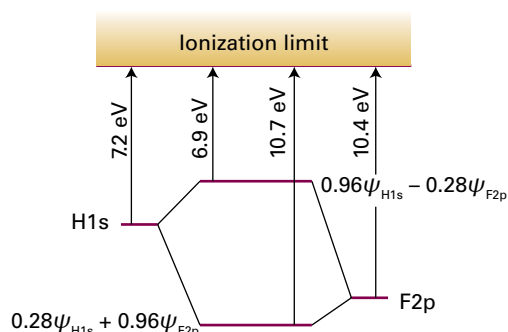 Ionization limit
7.2 eV
6.9 eV
10.7 eV
10.4 eV
0.96ψH1s – 0.28ψF2p
H1s
F2p
0.28ψH1s + 0.96ψF2p